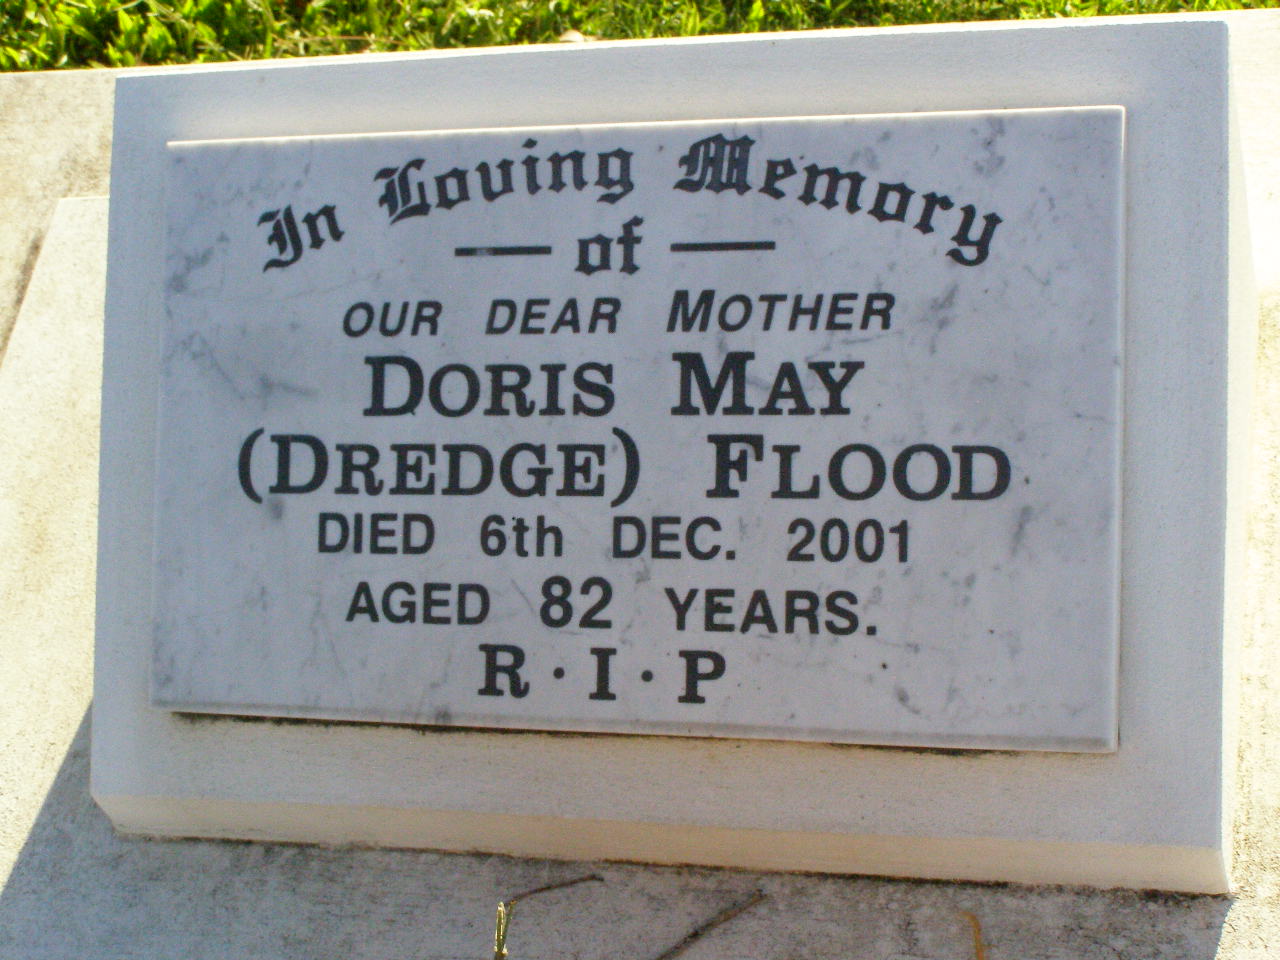 In Loving Memory
of
OUR DEAR MOTHER
DORIS MAY
(DREDGE) FLOOD
DIED 6th DEC. 2001
AGED 82 YEARS.
R·I·P